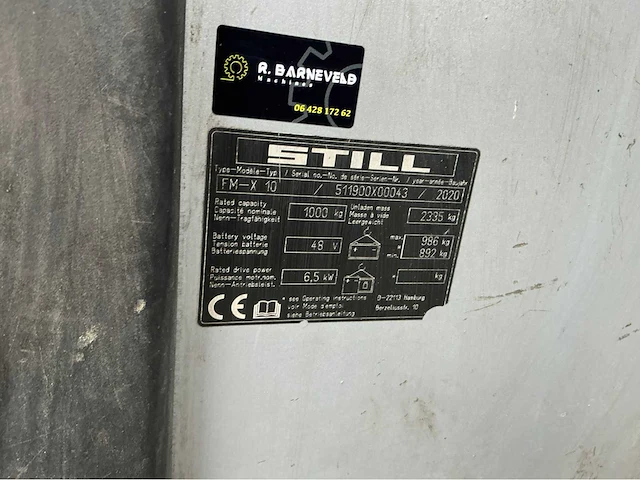 R. BARNEVELD
Machines
06 428 172 62
STILL
Type-Modèle-Typ / Serial no.-No. de série-Serien-Nr. / year-année-Baujahr
FM-X 10 / 511900X00043 / 2020
Rated capacity
Capacité nominale
Nenn-Tragfähigkeit
1000 kg
Unladen mass
Masse à vide
Leergewicht
2335 kg
Battery voltage
Tension batterie
Batteriespannung
48 V
max. 986 kg
min. 892 kg
Rated drive power
Puissance motr.nom.
Nenn-Antriebsleist.
6,5 kW
* kg
CE
* see Operating instructions
voir Mode d'emploi
siehe Betriebsanleitung
D-22113 Hamburg
Berzeliusstr. 10